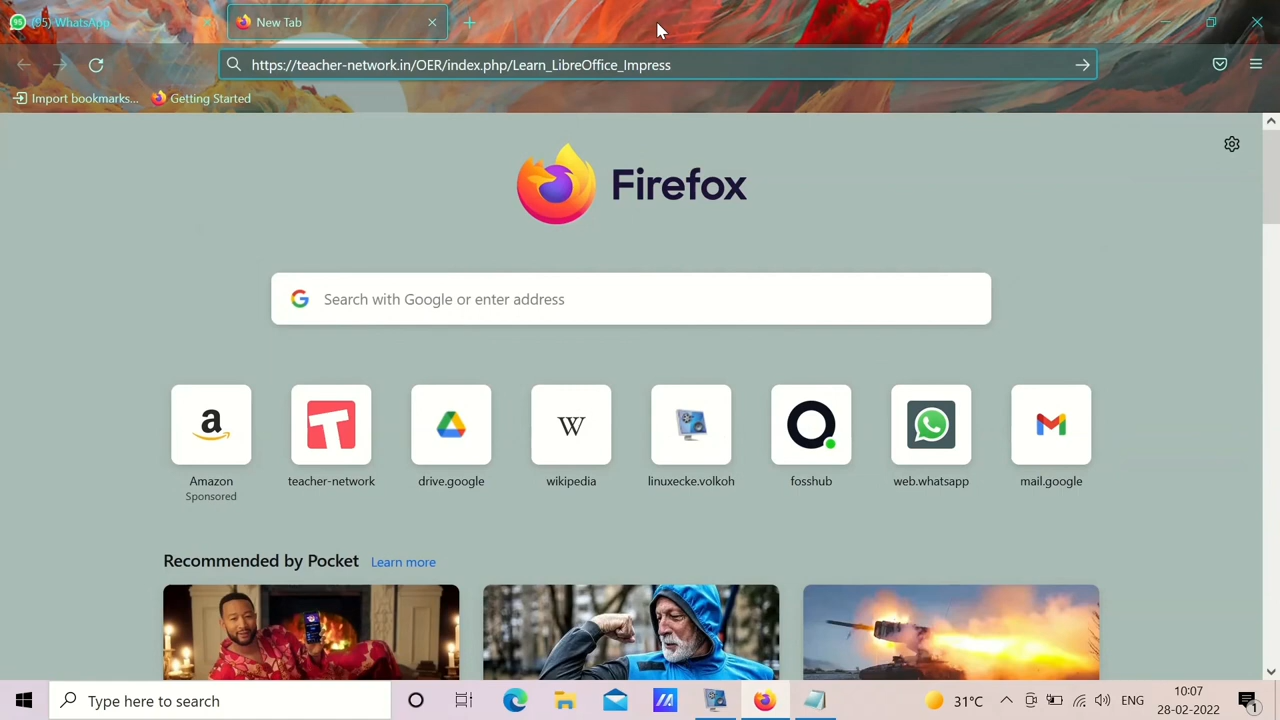 95 (95) WhatsApp
New Tab
https://teacher-network.in/OER/index.php/Learn_LibreOffice_Impress
Import bookmarks...
Getting Started
Firefox
Search with Google or enter address
Amazon
Sponsored
teacher-network
drive.google
wikipedia
linuxecke.volkoh
fosshub
web.whatsapp
mail.google
Recommended by Pocket
Learn more
Type here to search
31°C
ENG
10:07
28-02-2022
1